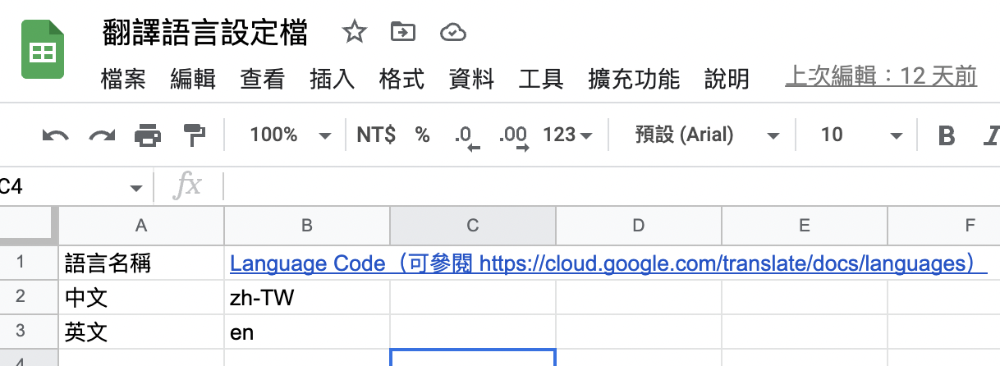 翻譯語言設定檔
檔案 編輯 查看 插入 格式 資料 工具 擴充功能 說明 上次編輯：12 天前
100% NT$ % .0 .00 123 預設 (Arial) 10 B I
C4 fx
A B C D E F
1 語言名稱 Language Code（可參閱 https://cloud.google.com/translate/docs/languages）
2 中文 zh-TW
3 英文 en
4